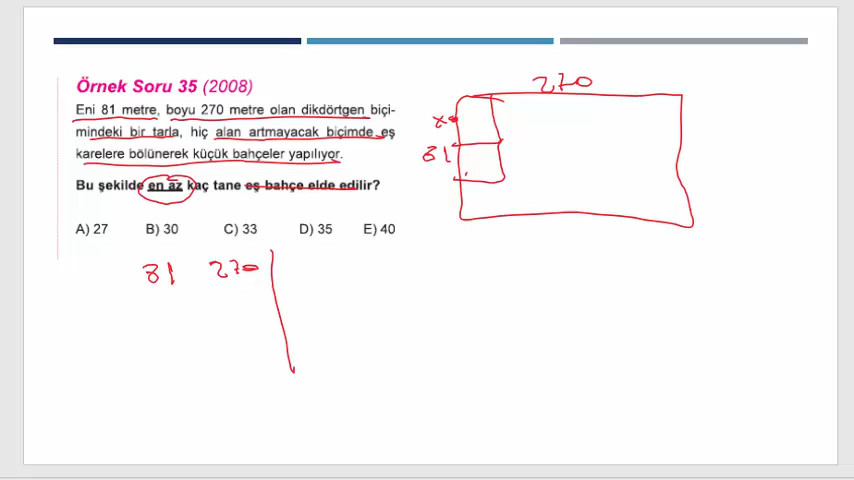 Örnek Soru 35 (2008)
Eni 81 metre, boyu 270 metre olan dikdörtgen biçi-
mindeki bir tarla, hiç alan artmayacak biçimde eş
karelere bölünerek küçük bahçeler yapılıyor.
Bu şekilde en az kaç tane eş bahçe elde edilir?
A) 27 B) 30 C) 33 D) 35 E) 40
81 270
270
x
81